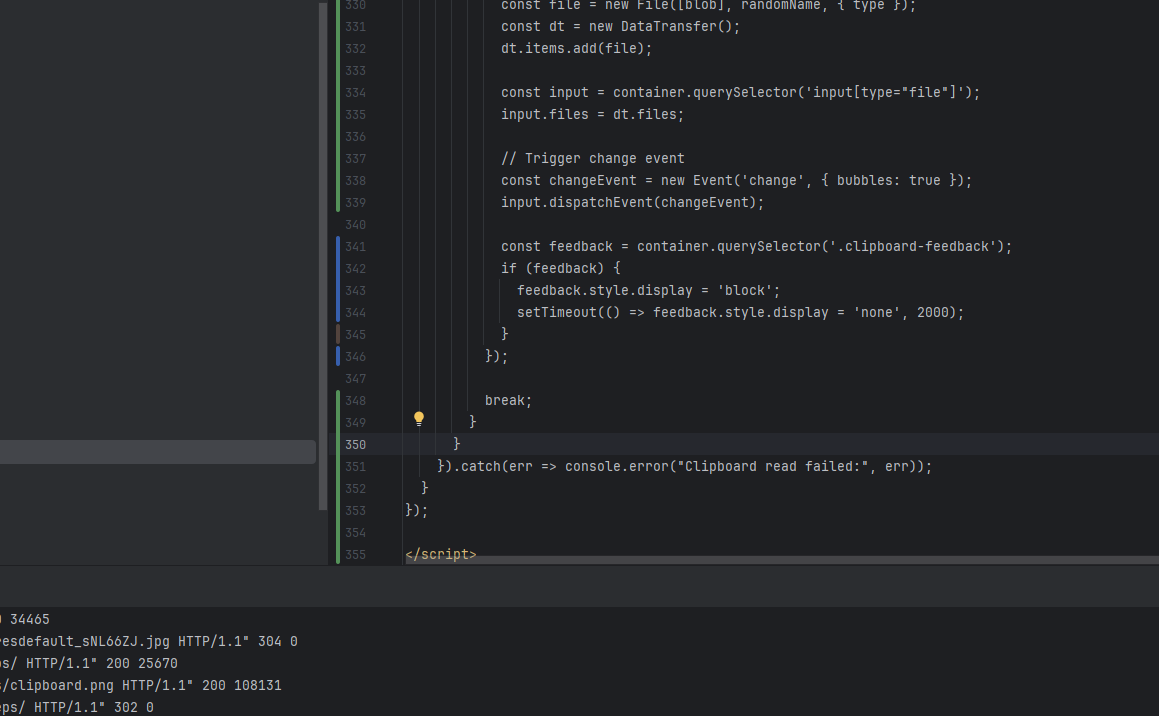 330 const file = new File([blob], randomName, { type });
331 const dt = new DataTransfer();
332 dt.items.add(file);
333
334 const input = container.querySelector('input[type="file"]');
335 input.files = dt.files;
336
337 // Trigger change event
338 const changeEvent = new Event('change', { bubbles: true });
339 input.dispatchEvent(changeEvent);
340
341 const feedback = container.querySelector('.clipboard-feedback');
342 if (feedback) {
343 feedback.style.display = 'block';
344 setTimeout(() => feedback.style.display = 'none', 2000);
345 }
346 });
347
348 break;
349 }
350 }
351 }).catch(err => console.error("Clipboard read failed:", err));
352 }
353 });
354
355 </script>
34465
resdefault_sNL66ZJ.jpg HTTP/1.1" 304 0
ps/ HTTP/1.1" 200 25670
/clipboard.png HTTP/1.1" 200 108131
eps/ HTTP/1.1" 302 0